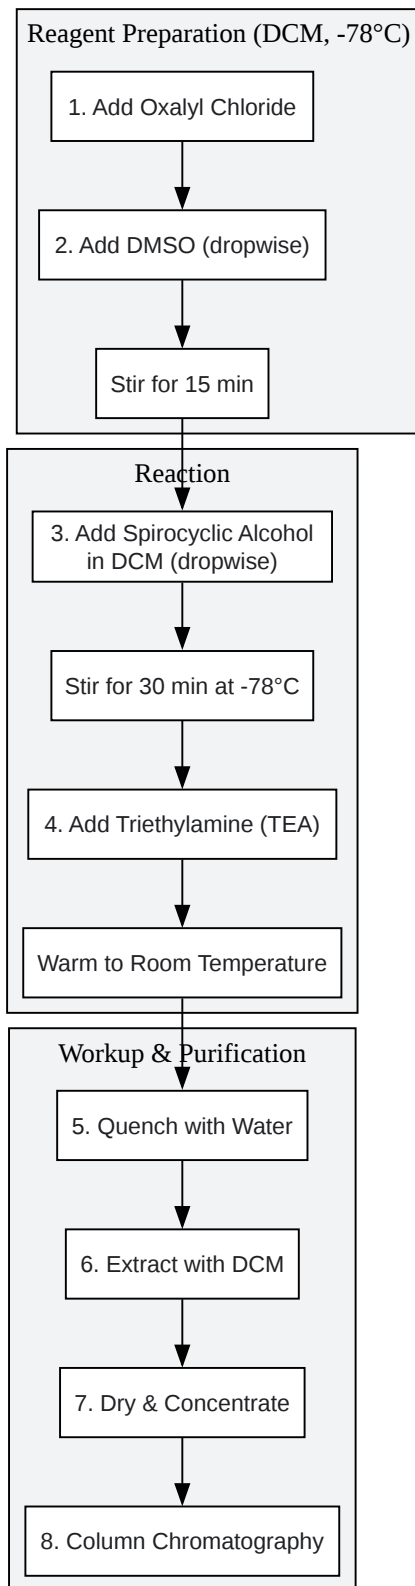 Reagent Preparation (DCM, -78°C)
1. Add Oxalyl Chloride
2. Add DMSO (dropwise)
Stir for 15 min
Reaction
3. Add Spirocyclic Alcohol
in DCM (dropwise)
Stir for 30 min at -78°C
4. Add Triethylamine (TEA)
Warm to Room Temperature
Workup & Purification
5. Quench with Water
6. Extract with DCM
7. Dry & Concentrate
8. Column Chromatography